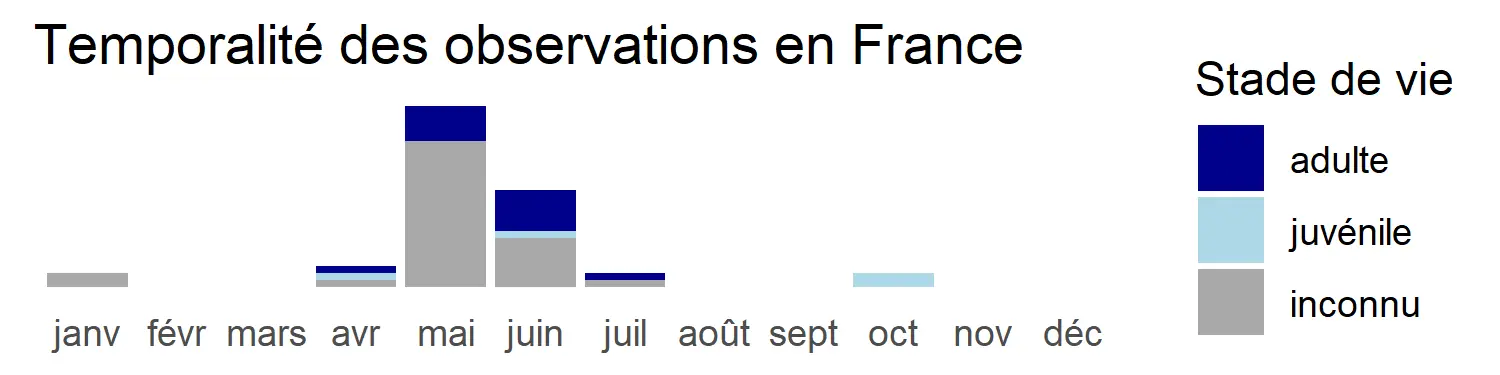 Temporalité des observations en France
janv févr mars avr mai juin juil août sept oct nov déc
Stade de vie
adulte
juvénile
inconnu